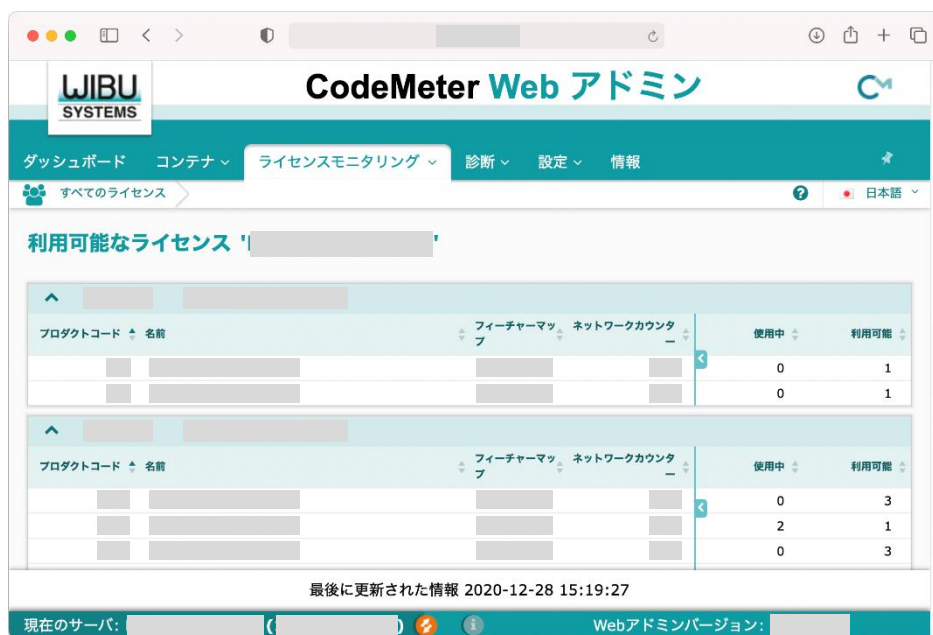 WIBU
SYSTEMS
CodeMeter Web アドミン
ダッシュボード コンテナ ライセンスモニタリング 診断 設定 情報
すべてのライセンス
日本語
利用可能なライセンス ' '
プロダクトコード 名前 フィーチャーマップ ネットワークカウンター 使用中 利用可能
0 1
0 1
プロダクトコード 名前 フィーチャーマップ ネットワークカウンター 使用中 利用可能
0 3
2 1
0 3
最後に更新された情報 2020-12-28 15:19:27
現在のサーバ: ( ) Webアドミンバージョン: